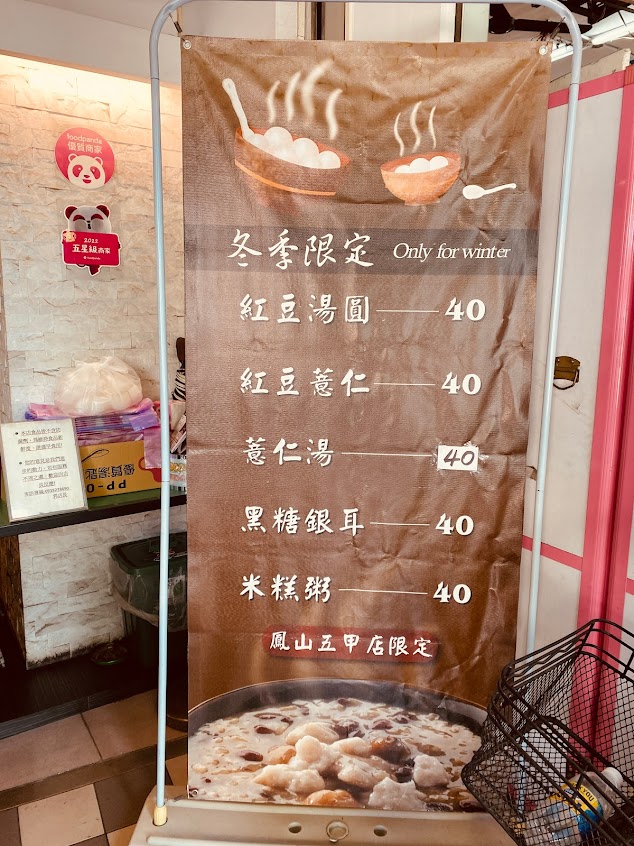 foodpanda
優質商家
2022
五星級商家
冬季限定 Only for winter
紅豆湯圓 40
紅豆薏仁 40
薏仁湯 40
黑糖銀耳 40
米糕粥 40
鳳山五甲店限定
PP-O